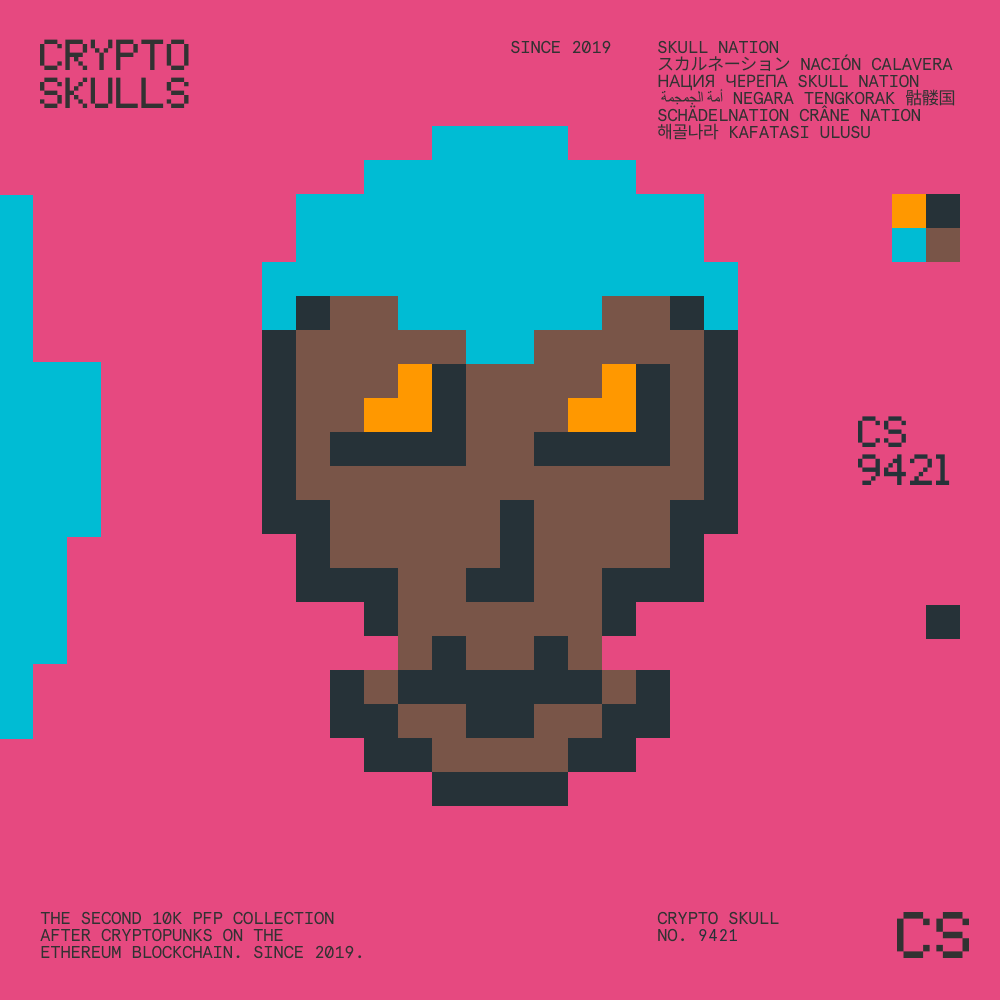 CRYPTO
SKULLS
SINCE 2019
SKULL NATION
スカルネーション NACIÓN CALAVERA
НАЦИЯ ЧЕРЕПА SKULL NATION
أمة الجمجمة NEGARA TENGKORAK 骷髅国
SCHÄDELNATION CRÂNE NATION
해골나라 KAFATASI ULUSU
CS
9421
THE SECOND 10K PFP COLLECTION
AFTER CRYPTOPUNKS ON THE
ETHEREUM BLOCKCHAIN. SINCE 2019.
CRYPTO SKULL
NO. 9421
CS